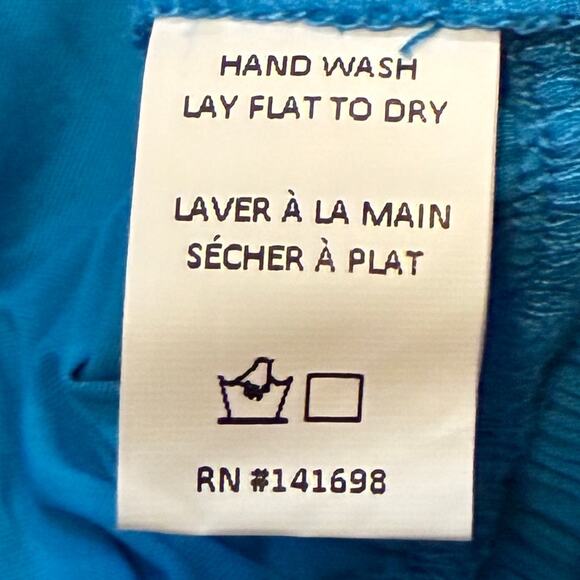 HAND WASH
LAY FLAT TO DRY
LAVER À LA MAIN
SÉCHER À PLAT
RN #141698